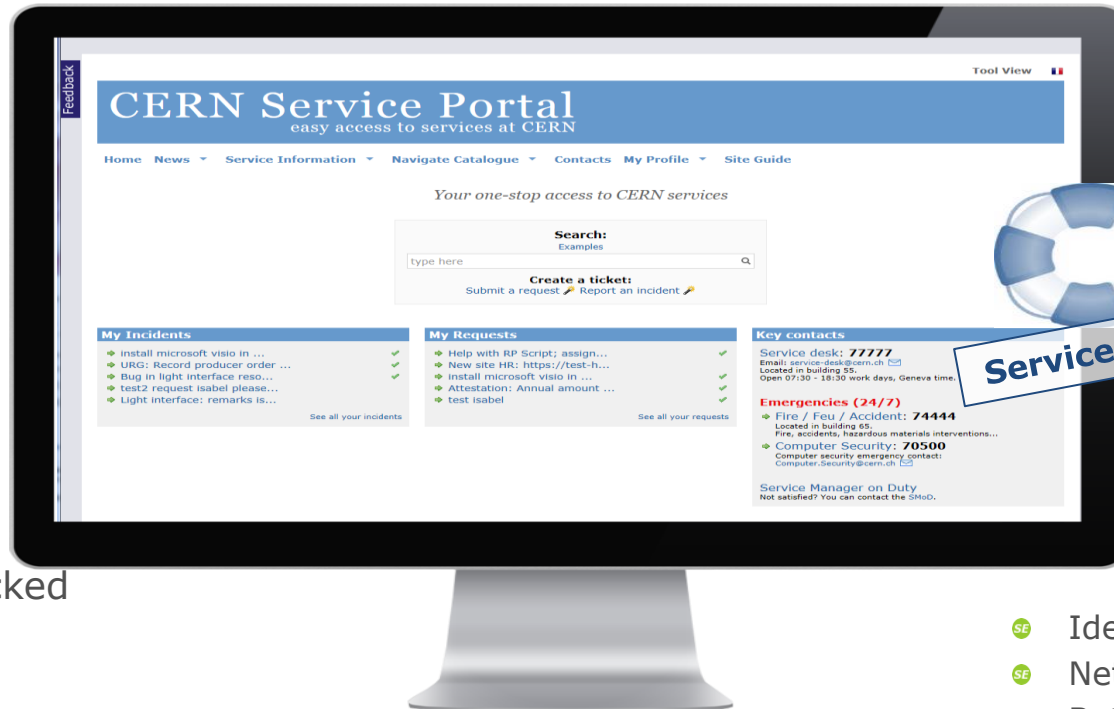 Tool View
Feedback
CERN Service Portal
easy access to services at CERN
Home News Service Information Navigate Catalogue Contacts My Profile Site Guide
Your one-stop access to CERN services
Search:
Examples
type here
Create a ticket:
Submit a request Report an incident
My Incidents
install microsoft visio in ...
URG: Record producer order ...
Bug in light interface reso...
test2 request isabel please...
Light interface: remarks is...
See all your incidents
My Requests
Help with RP Script; assign...
New site HR: https://test-h...
install microsoft visio in ...
Attestation: Annual amount ...
test isabel
See all your requests
Key contacts
Service desk: 77777
Email: service-desk@cern.ch
Located in building 55.
Open 07:30 - 18:30 work days, Geneva time.
Emergencies (24/7)
Fire / Feu / Accident: 74444
Located in building 65.
Fire, accidents, hazardous materials interventions...
Computer Security: 70500
Computer security emergency contact:
Computer.Security@cern.ch
Service Manager on Duty
Not satisfied? You can contact the SMoD.
Service
cked
SE Ide
SE Net